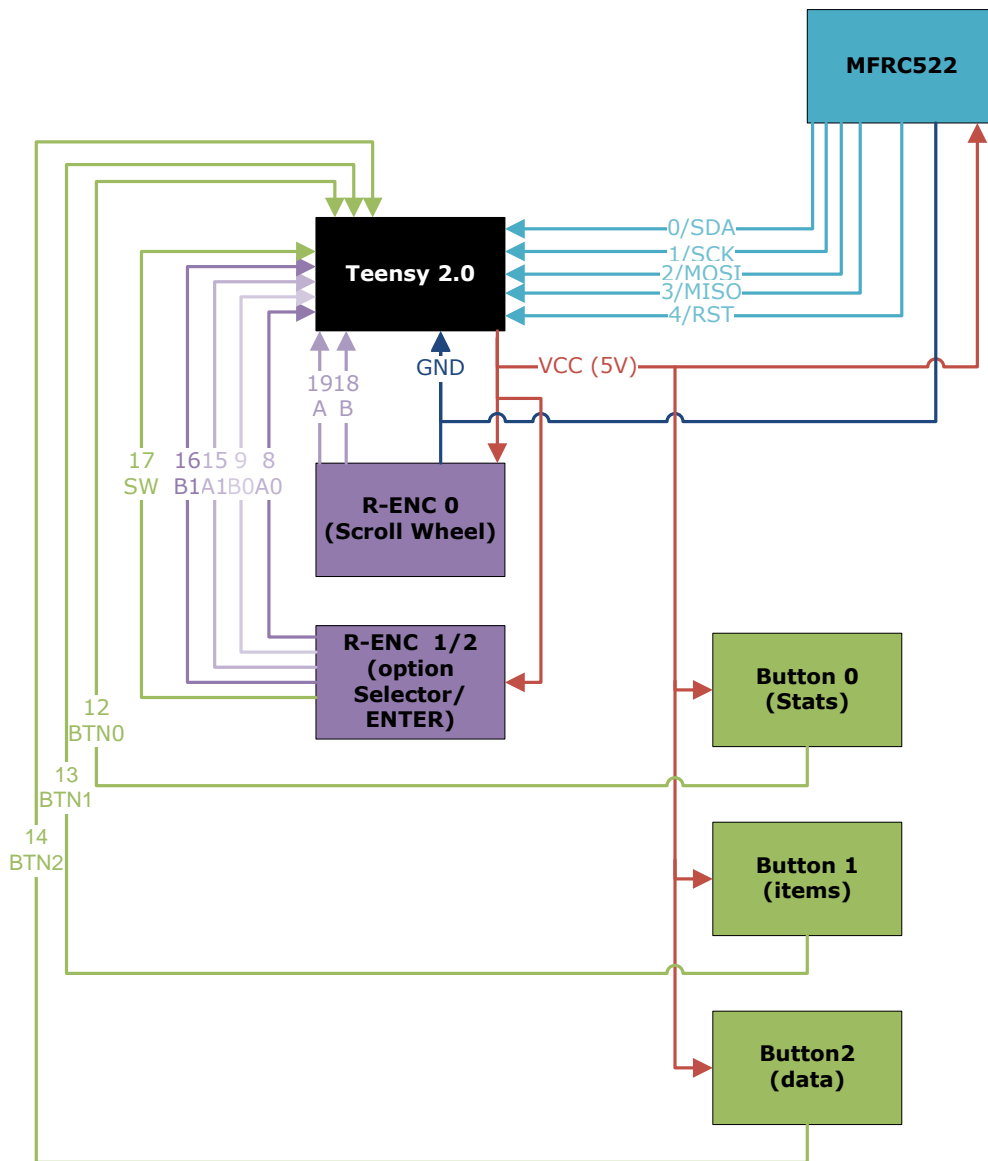 MFRC522
Teensy 2.0
0/SDA
1/SCK
2/MOSI
3/MISO
4/RST
VCC (5V)
GND
19
A
18
B
17
SW
16
B1
15
A1
9
B0
8
A0
R-ENC 0
(Scroll Wheel)
R-ENC 1/2
(option
Selector/
ENTER)
12
BTN0
13
BTN1
14
BTN2
Button 0
(Stats)
Button 1
(items)
Button2
(data)